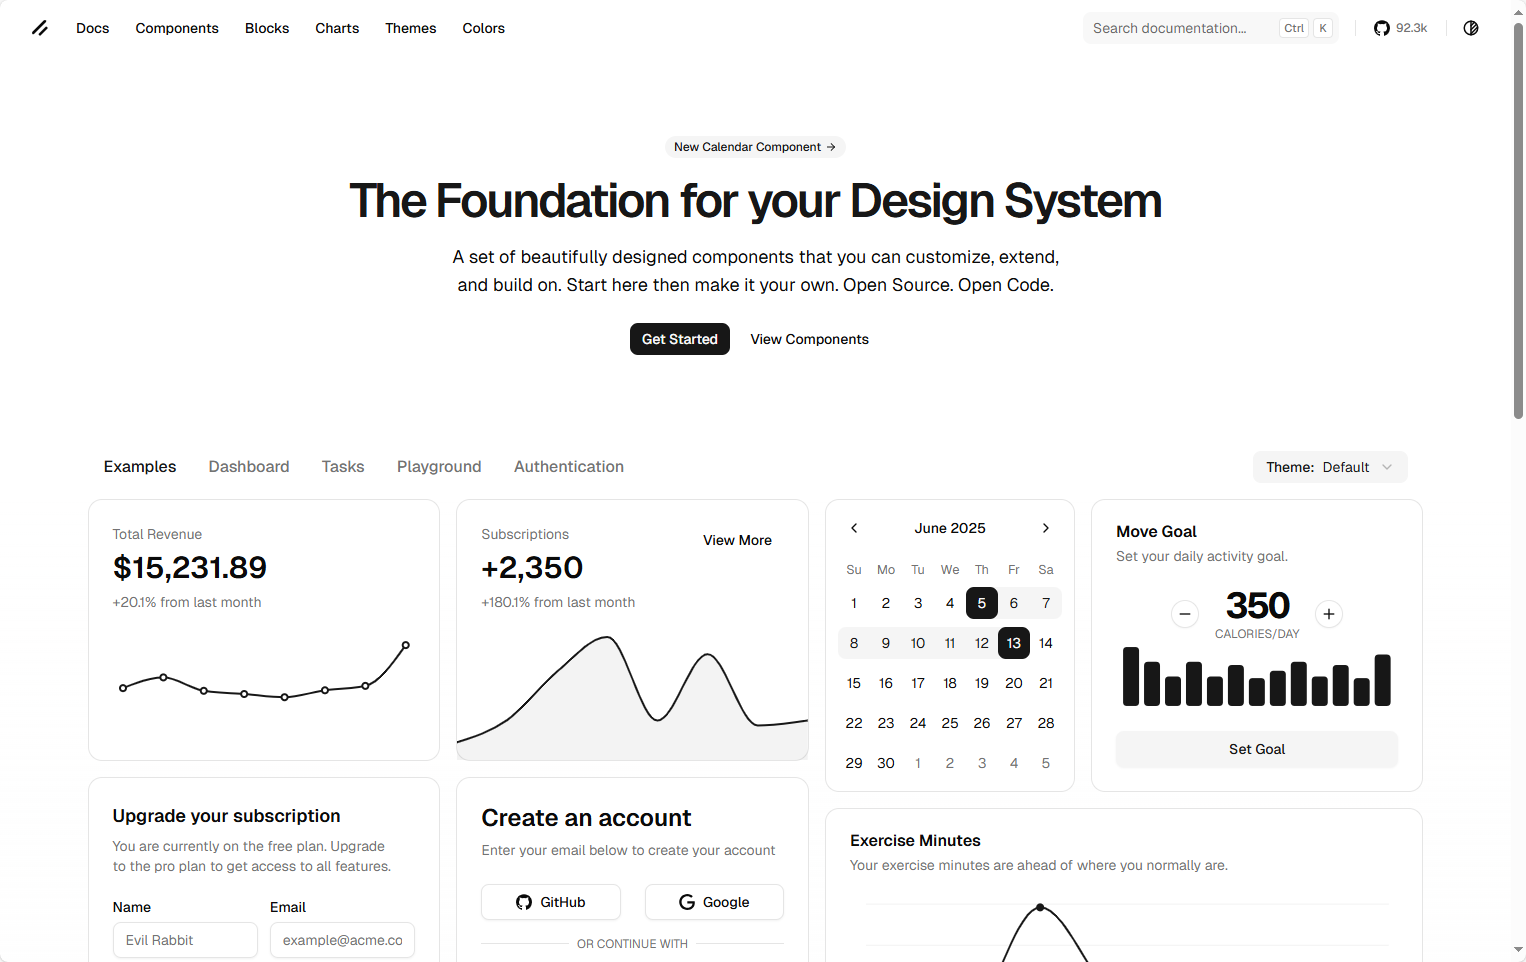 Docs Components Blocks Charts Themes Colors Search documentation... Ctrl K 92.3k
New Calendar Component →
The Foundation for your Design System
A set of beautifully designed components that you can customize, extend,
and build on. Start here then make it your own. Open Source. Open Code.
Get Started View Components
Examples Dashboard Tasks Playground Authentication Theme: Default
Total Revenue
$15,231.89
+20.1% from last month
Subscriptions
View More
+2,350
+180.1% from last month
June 2025
Su Mo Tu We Th Fr Sa
1 2 3 4 5 6 7
8 9 10 11 12 13 14
15 16 17 18 19 20 21
22 23 24 25 26 27 28
29 30 1 2 3 4 5
Move Goal
Set your daily activity goal.
350
CALORIES/DAY
Set Goal
Upgrade your subscription
You are currently on the free plan. Upgrade
to the pro plan to get access to all features.
Name Email
Evil Rabbit example@acme.co
Create an account
Enter your email below to create your account
GitHub Google
OR CONTINUE WITH
Exercise Minutes
Your exercise minutes are ahead of where you normally are.